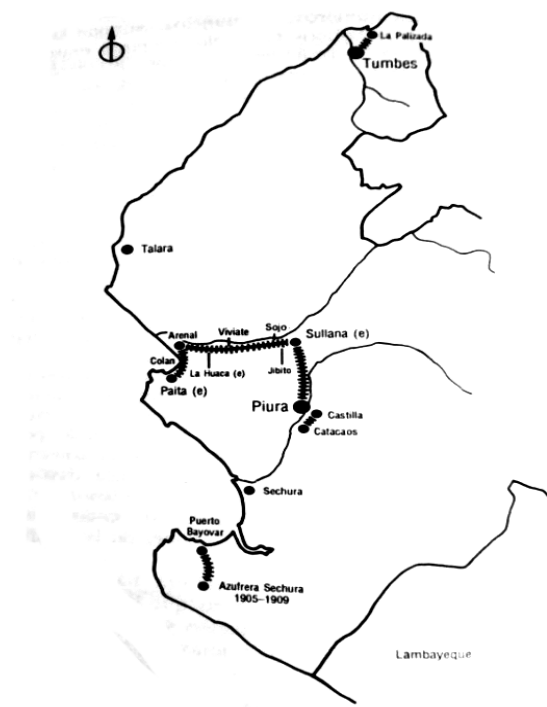 La Palizada
Tumbes
Talara
Arenal
Viviate
Sojo
Sullana (e)
Colan
La Huaca (e)
Jibito
Paita (e)
Piura
Castilla
Catacaos
Sechura
Puerto
Bayovar
Azufrera Sechura
1905–1909
Lambayeque